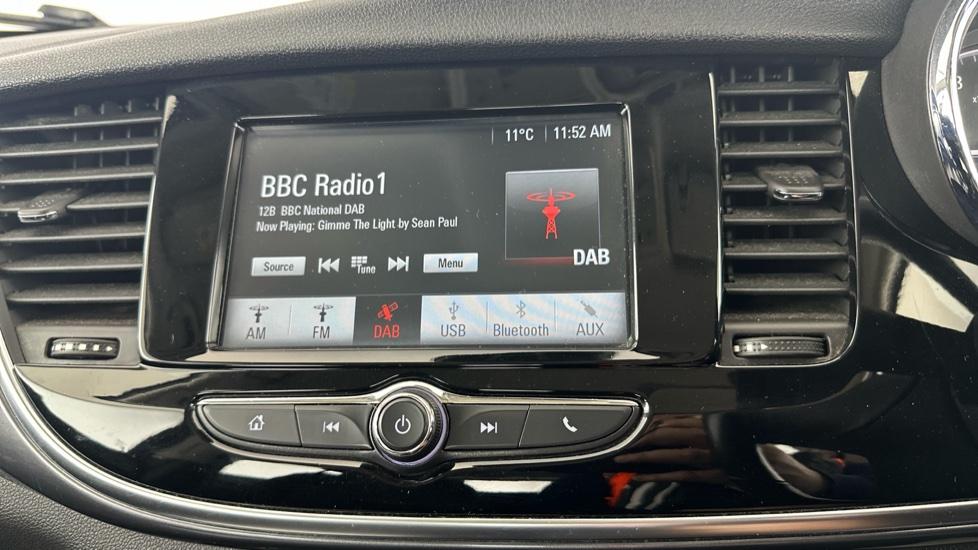 11°C 11:52 AM
BBC Radio1
12B BBC National DAB
Now Playing: Gimme The Light by Sean Paul
DAB
Source Tune Menu
AM FM DAB USB Bluetooth AUX